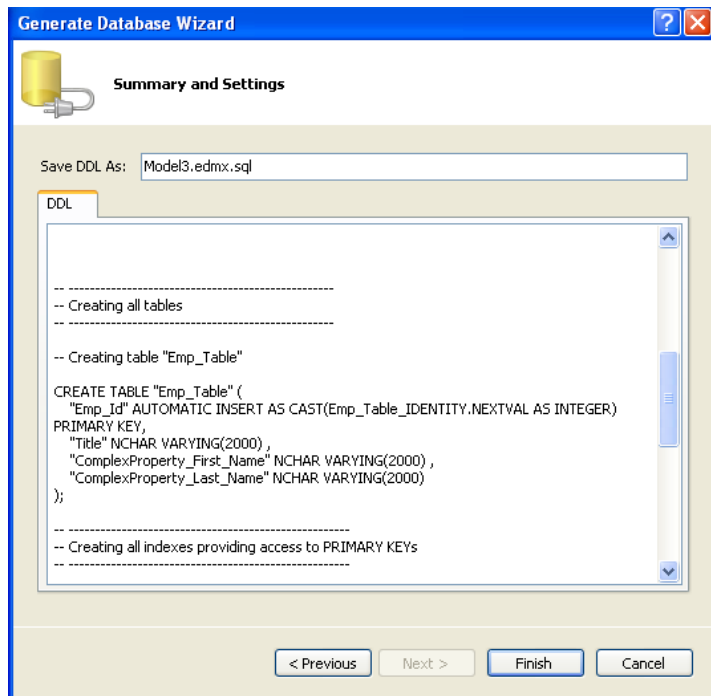 Generate Database Wizard
Summary and Settings
Save DDL As: Model3.edmx.sql
DDL
-- --------------------------------------------------
-- Creating all tables
-- --------------------------------------------------
-- Creating table "Emp_Table"
CREATE TABLE "Emp_Table" (
"Emp_Id" AUTOMATIC INSERT AS CAST(Emp_Table_IDENTITY.NEXTVAL AS INTEGER)
PRIMARY KEY,
"Title" NCHAR VARYING(2000) ,
"ComplexProperty_First_Name" NCHAR VARYING(2000) ,
"ComplexProperty_Last_Name" NCHAR VARYING(2000)
);
-- -----------------------------------------------------
-- Creating all indexes providing access to PRIMARY KEYs
-- -----------------------------------------------------
< Previous Next > Finish Cancel